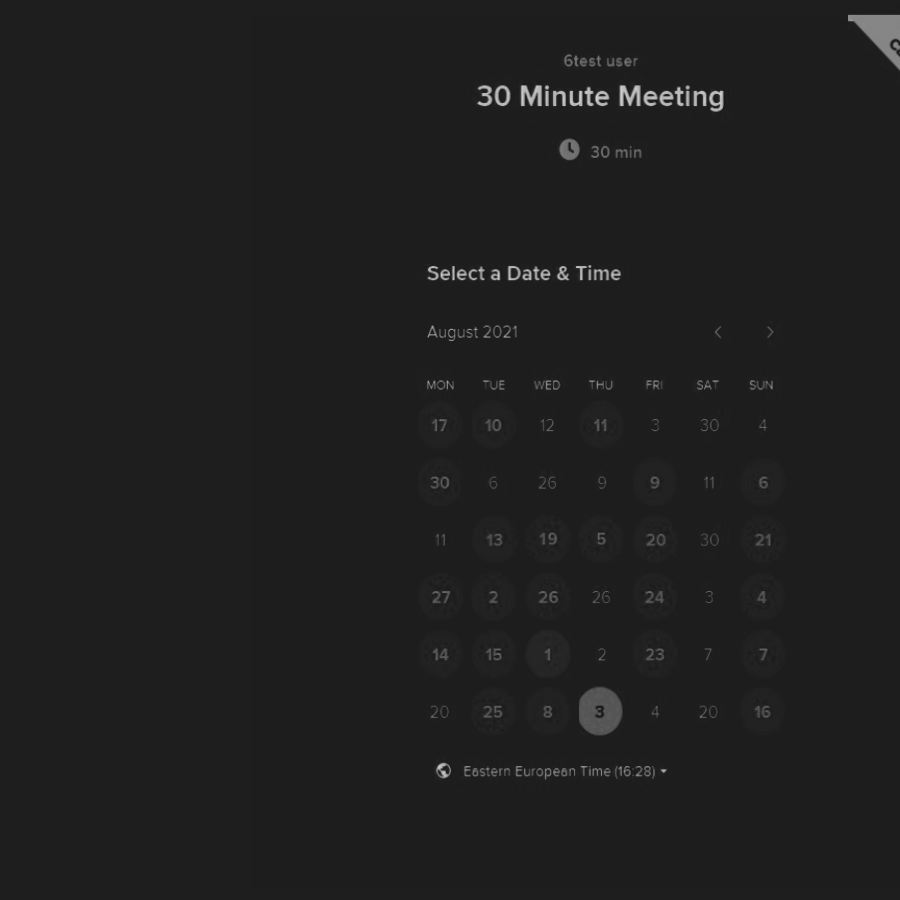 6test user
30 Minute Meeting
30 min
Select a Date & Time
August 2021
MON TUE WED THU FRI SAT SUN
17 10 12 11 3 30 4
30 6 26 9 9 11 6
11 13 19 5 20 30 21
27 2 26 26 24 3 4
14 15 1 2 23 7 7
20 25 8 3 4 20 16
Eastern European Time (16:28)